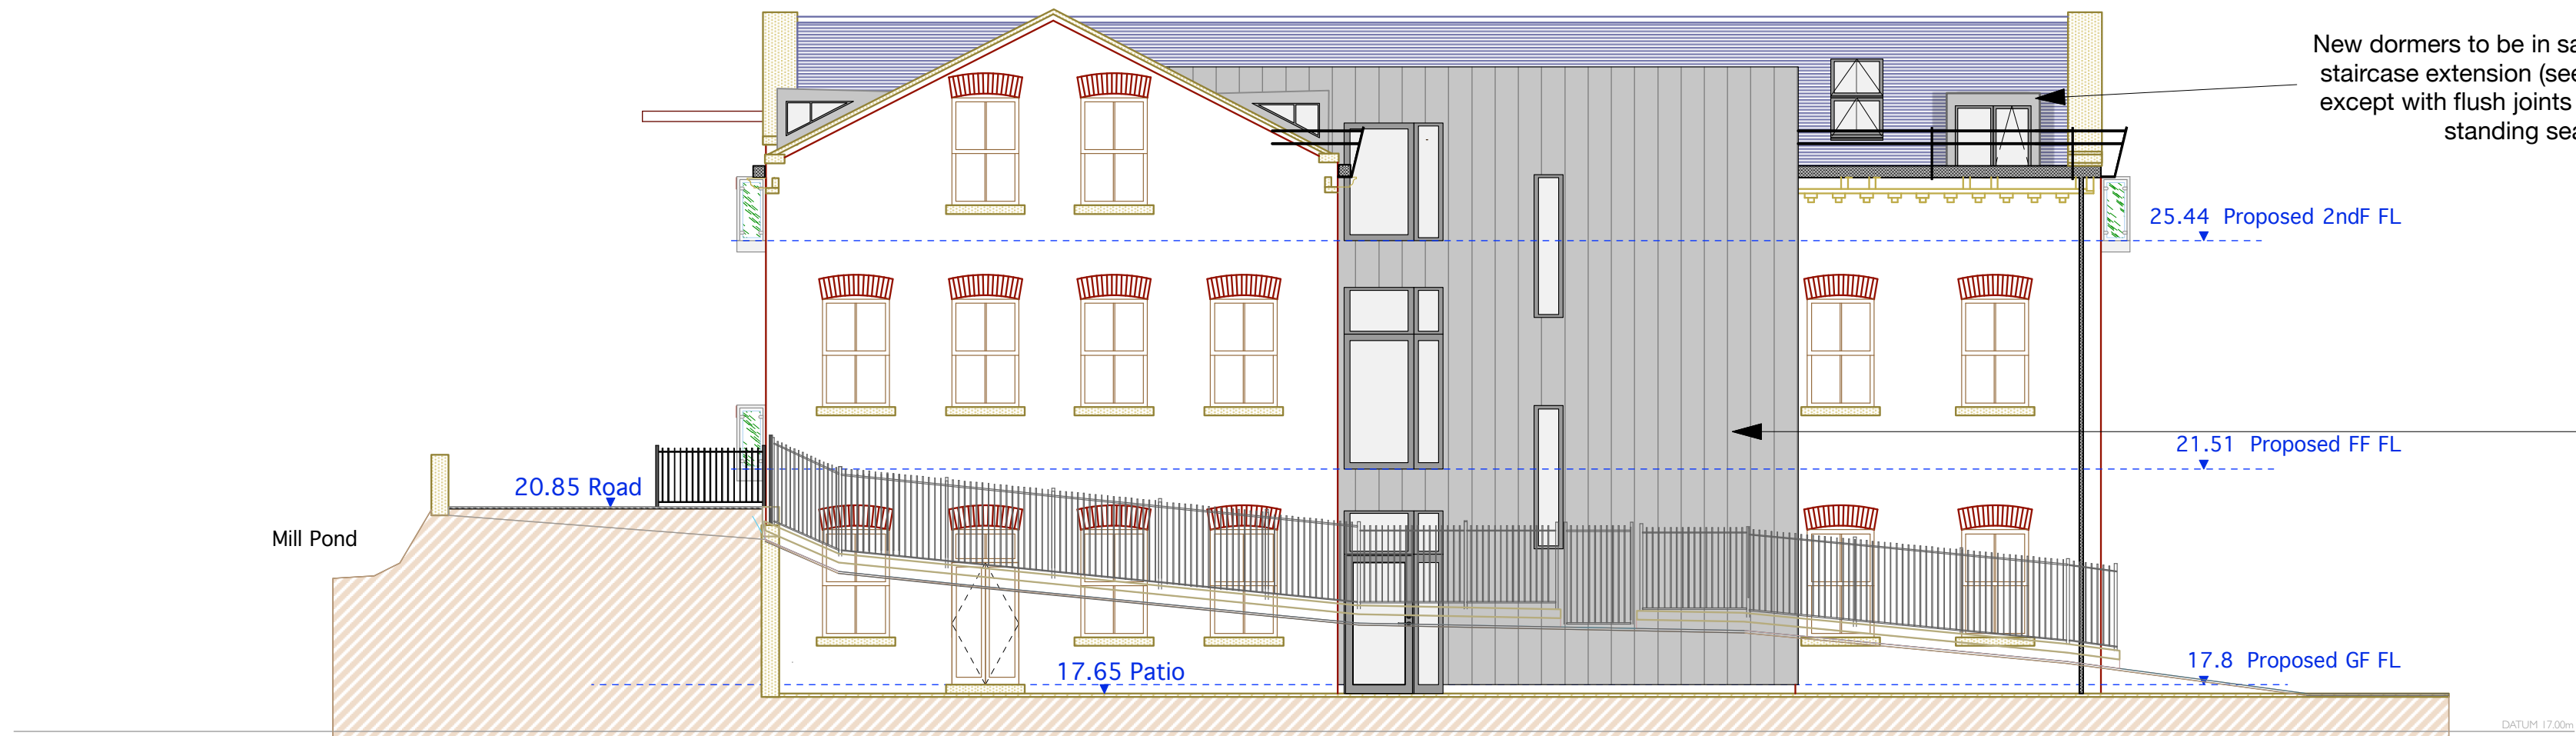 New dormers to be in sa
staircase extension (see
except with flush joints
standing sea
25.44 Proposed 2ndF FL
21.51 Proposed FF FL
20.85 Road
Mill Pond
17.65 Patio
17.8 Proposed GF FL
DATUM 17.00m